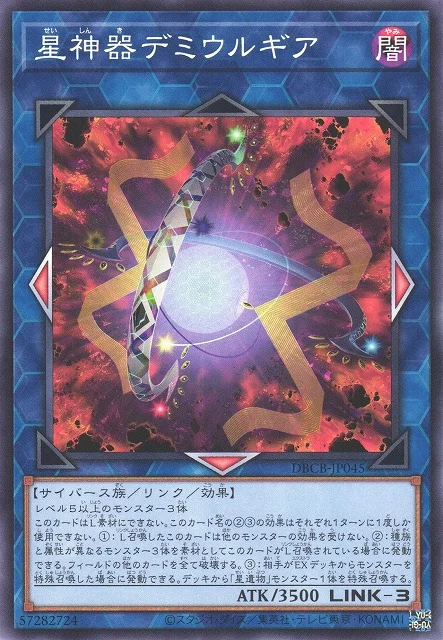 星神器デミウルギア
闇
DBCB-JP045
【サイバース族/リンク/効果】
レベル5以上のモンスター3体
このカードはL素材にできない。このカード名の②③の効果はそれぞれ1ターンに1度しか
使用できない。①:L召喚したこのカードは他のモンスターの効果を受けない。②:種族
と属性が異なるモンスター3体を素材としてこのカードがL召喚されている場合に発動
できる。フィールドの他のカードを全て破壊する。③:相手がEXデッキからモンスターを
特殊召喚した場合に発動できる。デッキから「星遺物」モンスター1体を特殊召喚する。
ATK/3500 LINK-3
57282724
©スタジオ・ダイス/集英社・テレビ東京・KONAMI